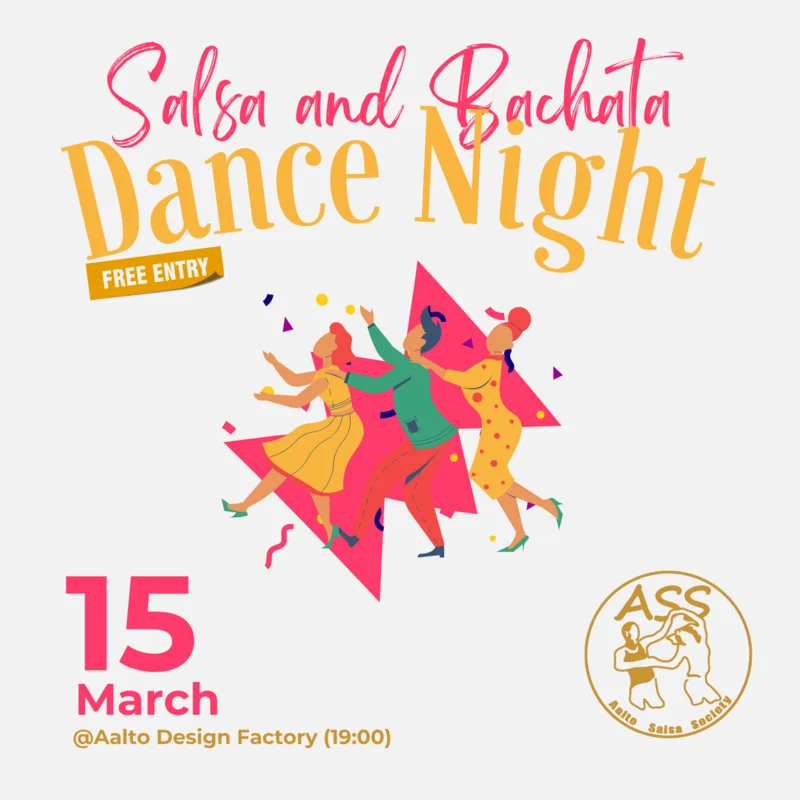 Salsa and Bachata
Dance Night
FREE ENTRY
15
March
@Aalto Design Factory (19:00)
ASS
Aalto Salsa Society